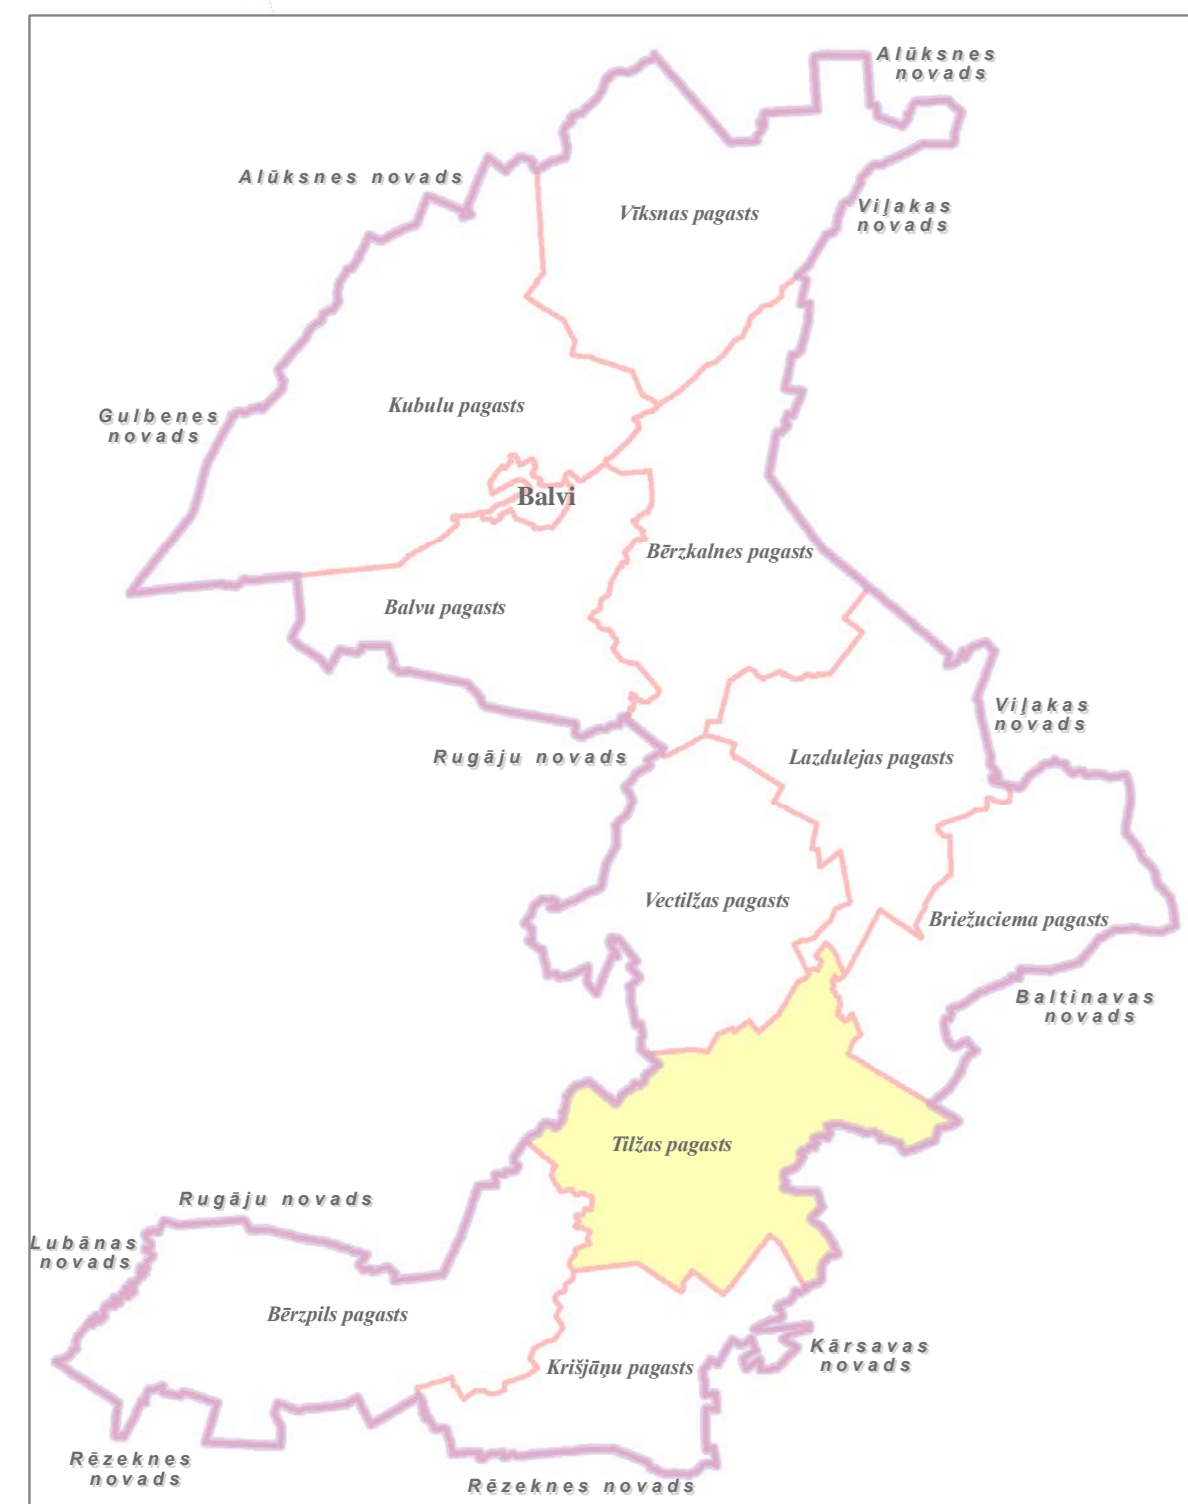 Alūksnes
novads
Alūksnes novads
Viļakas
novads
Vīksnas pagasts
Gulbenes
novads
Kubulu pagasts
Balvi
Bērzkalnes pagasts
Balvu pagasts
Viļakas
novads
Rugāju novads
Lazdulejas pagasts
Vectilžas pagasts
Briežuciema pagasts
Baltinavas
novads
Tilžas pagasts
Rugāju novads
Lubānas
novads
Bērzpils pagasts
Krišjāņu pagasts
Kārsavas
novads
Rēzeknes
novads
Rēzeknes novads